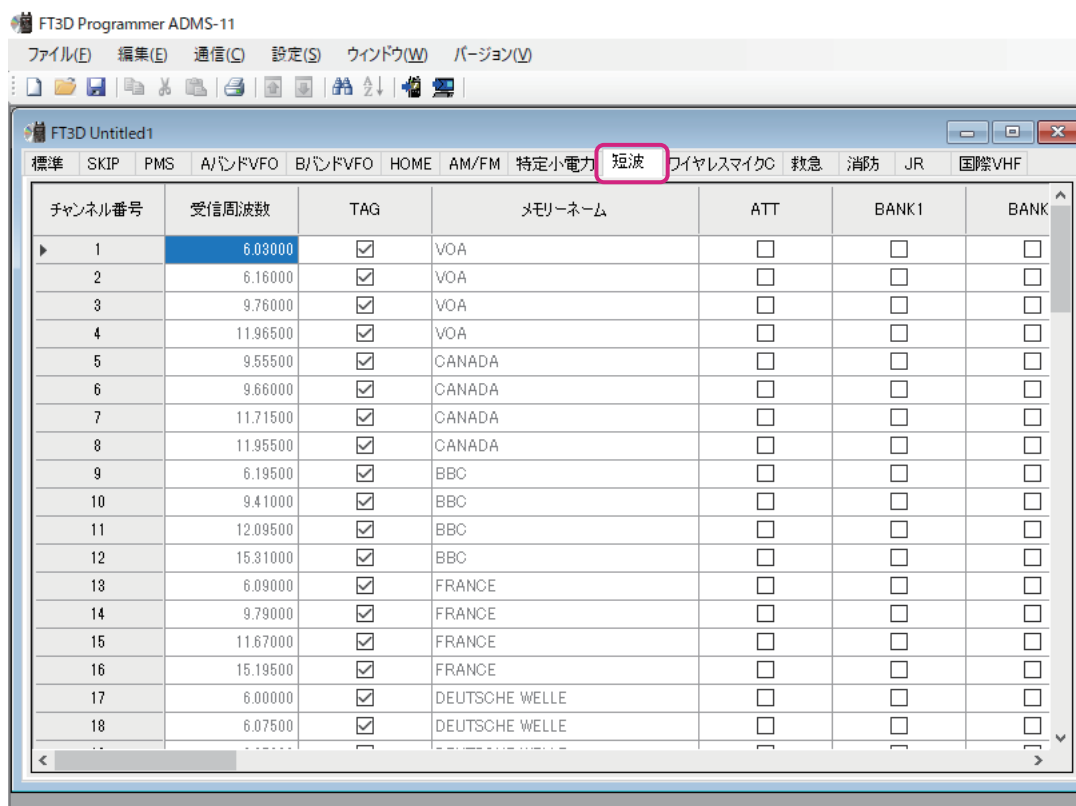 FT3D Programmer ADMS-11
ファイル(F) 編集(E) 通信(C) 設定(S) ウィンドウ(W) バージョン(V)
FT3D Untitled1
標準 SKIP PMS AバンドVFO BバンドVFO HOME AM/FM 特定小電力 短波 ワイヤレスマイクC 救急 消防 JR 国際VHF
チャンネル番号 受信周波数 TAG メモリーネーム ATT BANK1 BANK
1 6.03000 VOA
2 6.16000 VOA
3 9.76000 VOA
4 11.96500 VOA
5 9.55500 CANADA
6 9.66000 CANADA
7 11.71500 CANADA
8 11.95500 CANADA
9 6.19500 BBC
10 9.41000 BBC
11 12.09500 BBC
12 15.31000 BBC
13 6.09000 FRANCE
14 9.79000 FRANCE
15 11.67000 FRANCE
16 15.19500 FRANCE
17 6.00000 DEUTSCHE WELLE
18 6.07500 DEUTSCHE WELLE